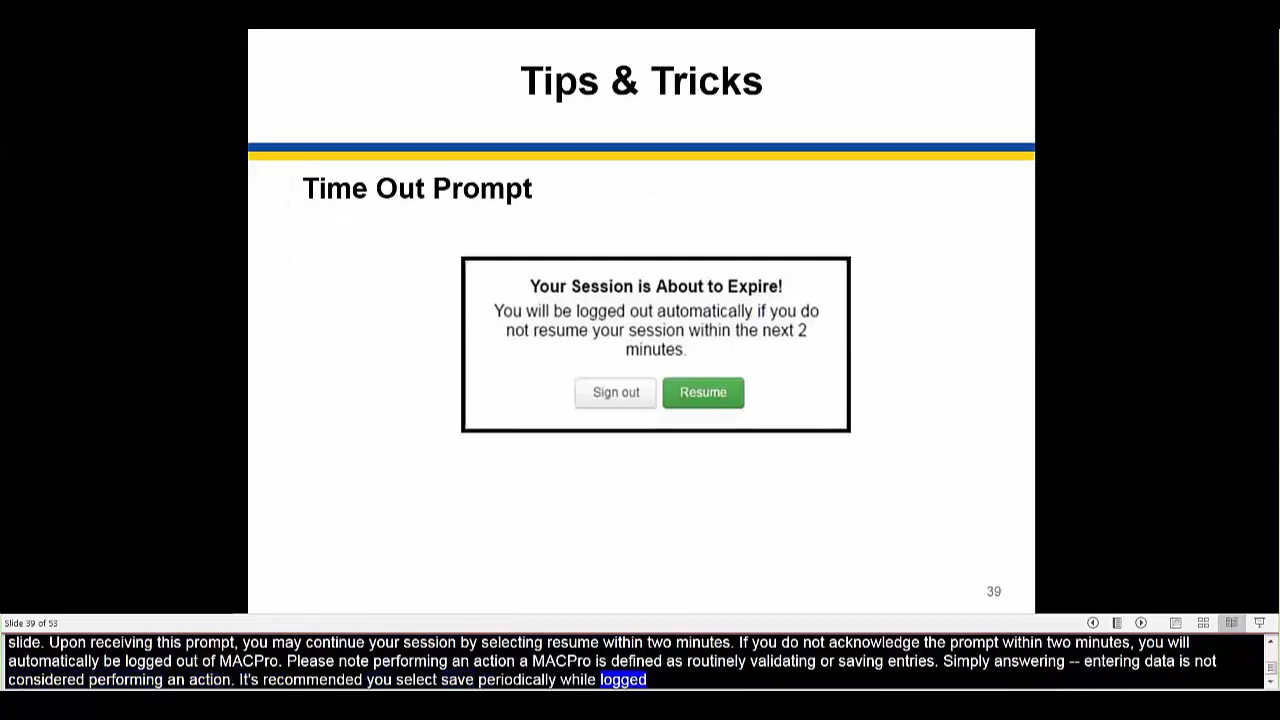 Tips & Tricks
Time Out Prompt
Your Session is About to Expire!
You will be logged out automatically if you do
not resume your session within the next 2
minutes.
Sign out Resume
39
Slide 39 of 53
slide. Upon receiving this prompt, you may continue your session by selecting resume within two minutes. If you do not acknowledge the prompt within two minutes, you will
automatically be logged out of MACPro. Please note performing an action a MACPro is defined as routinely validating or saving entries. Simply answering -- entering data is not
considered performing an action. It's recommended you select save periodically while logged